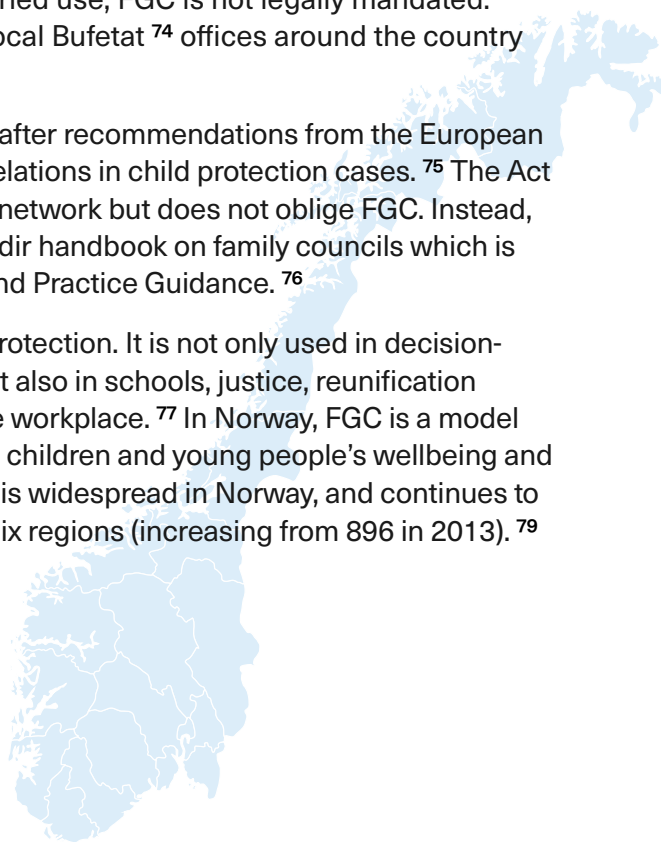 ned use, FGC is not legally mandated.
ocal Bufetat 74 offices around the country
after recommendations from the European
elations in child protection cases. 75 The Act
network but does not oblige FGC. Instead,
dir handbook on family councils which is
nd Practice Guidance. 76
rotection. It is not only used in decision-
t also in schools, justice, reunification
e workplace. 77 In Norway, FGC is a model
children and young people’s wellbeing and
is widespread in Norway, and continues to
ix regions (increasing from 896 in 2013). 79